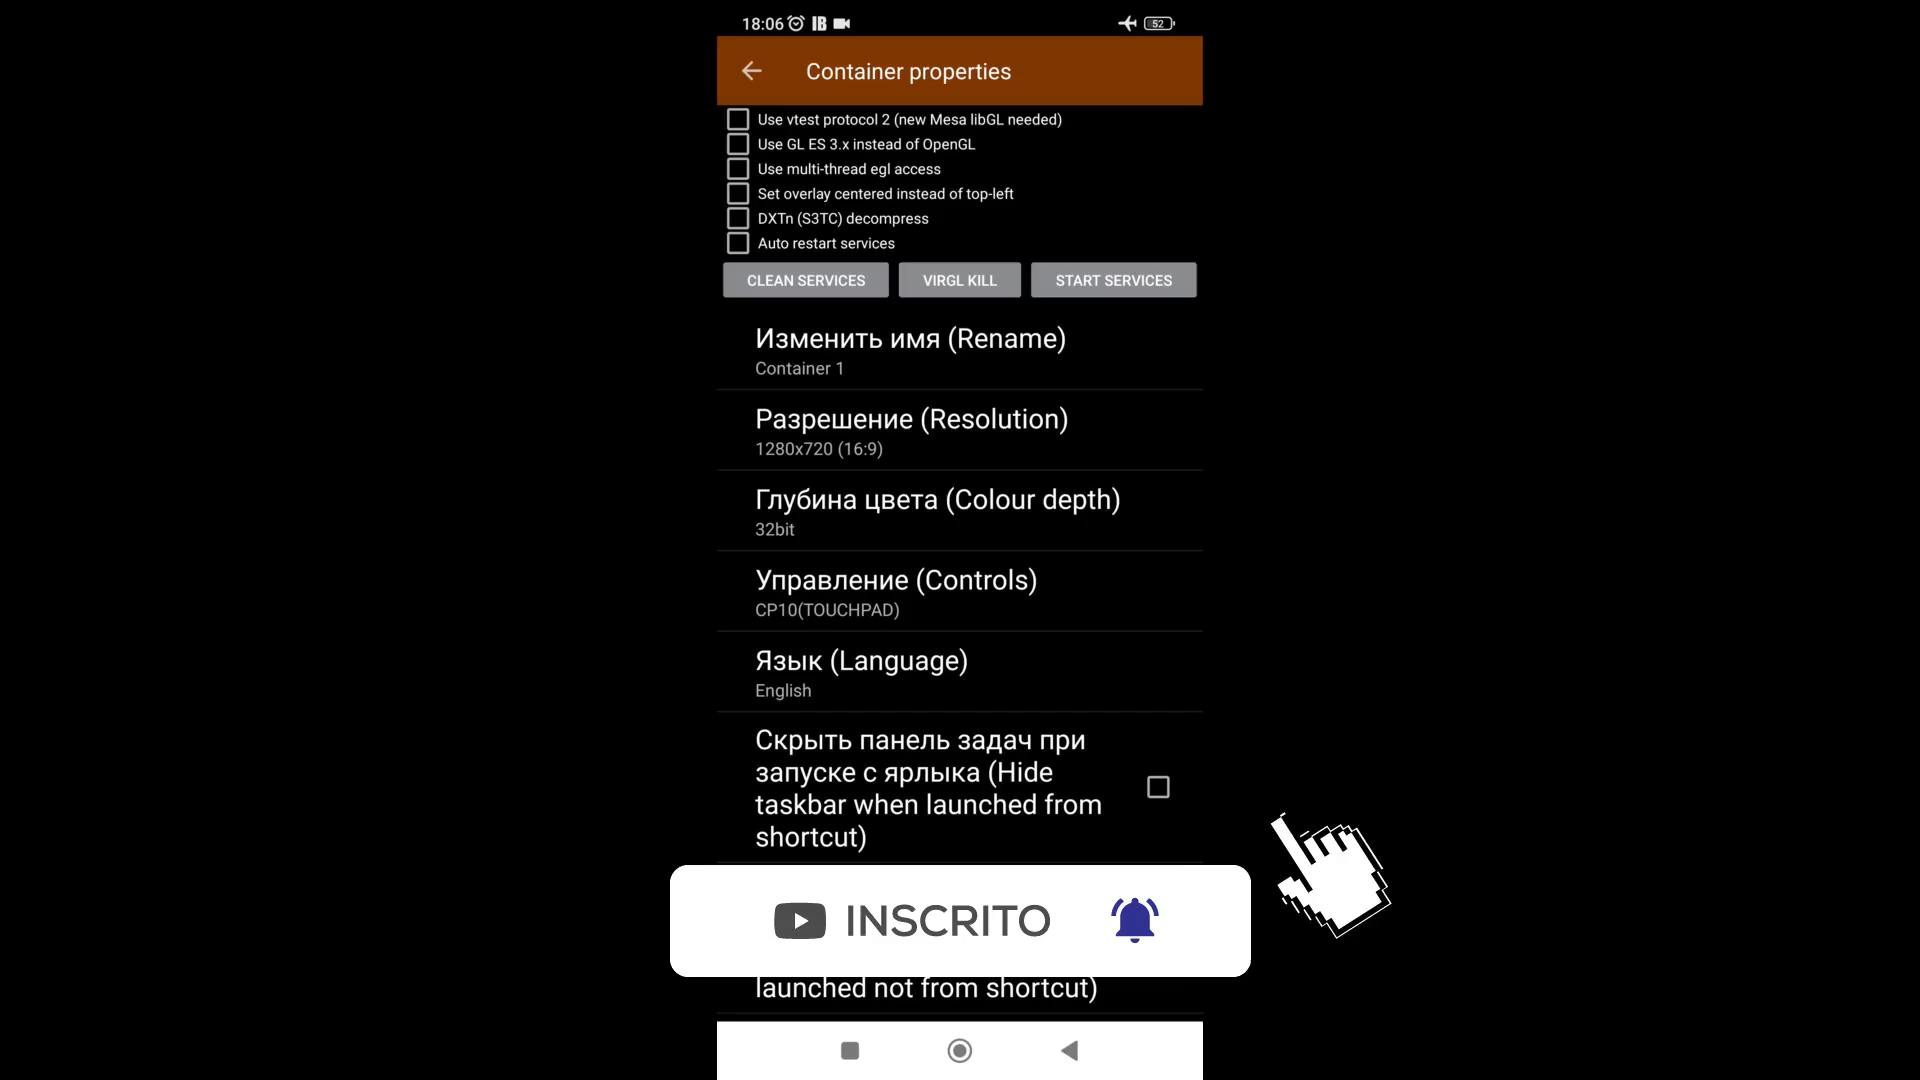 18:06
52
Container properties
Use vtest protocol 2 (new Mesa libGL needed)
Use GL ES 3.x instead of OpenGL
Use multi-thread egl access
Set overlay centered instead of top-left
DXTn (S3TC) decompress
Auto restart services
CLEAN SERVICES
VIRGL KILL
START SERVICES
Изменить имя (Rename)
Container 1
Разрешение (Resolution)
1280x720 (16:9)
Глубина цвета (Colour depth)
32bit
Управление (Controls)
CP10(TOUCHPAD)
Язык (Language)
English
Скрыть панель задач при
запуске с ярлыка (Hide
taskbar when launched from
shortcut)
INSCRITO
launched not from shortcut)